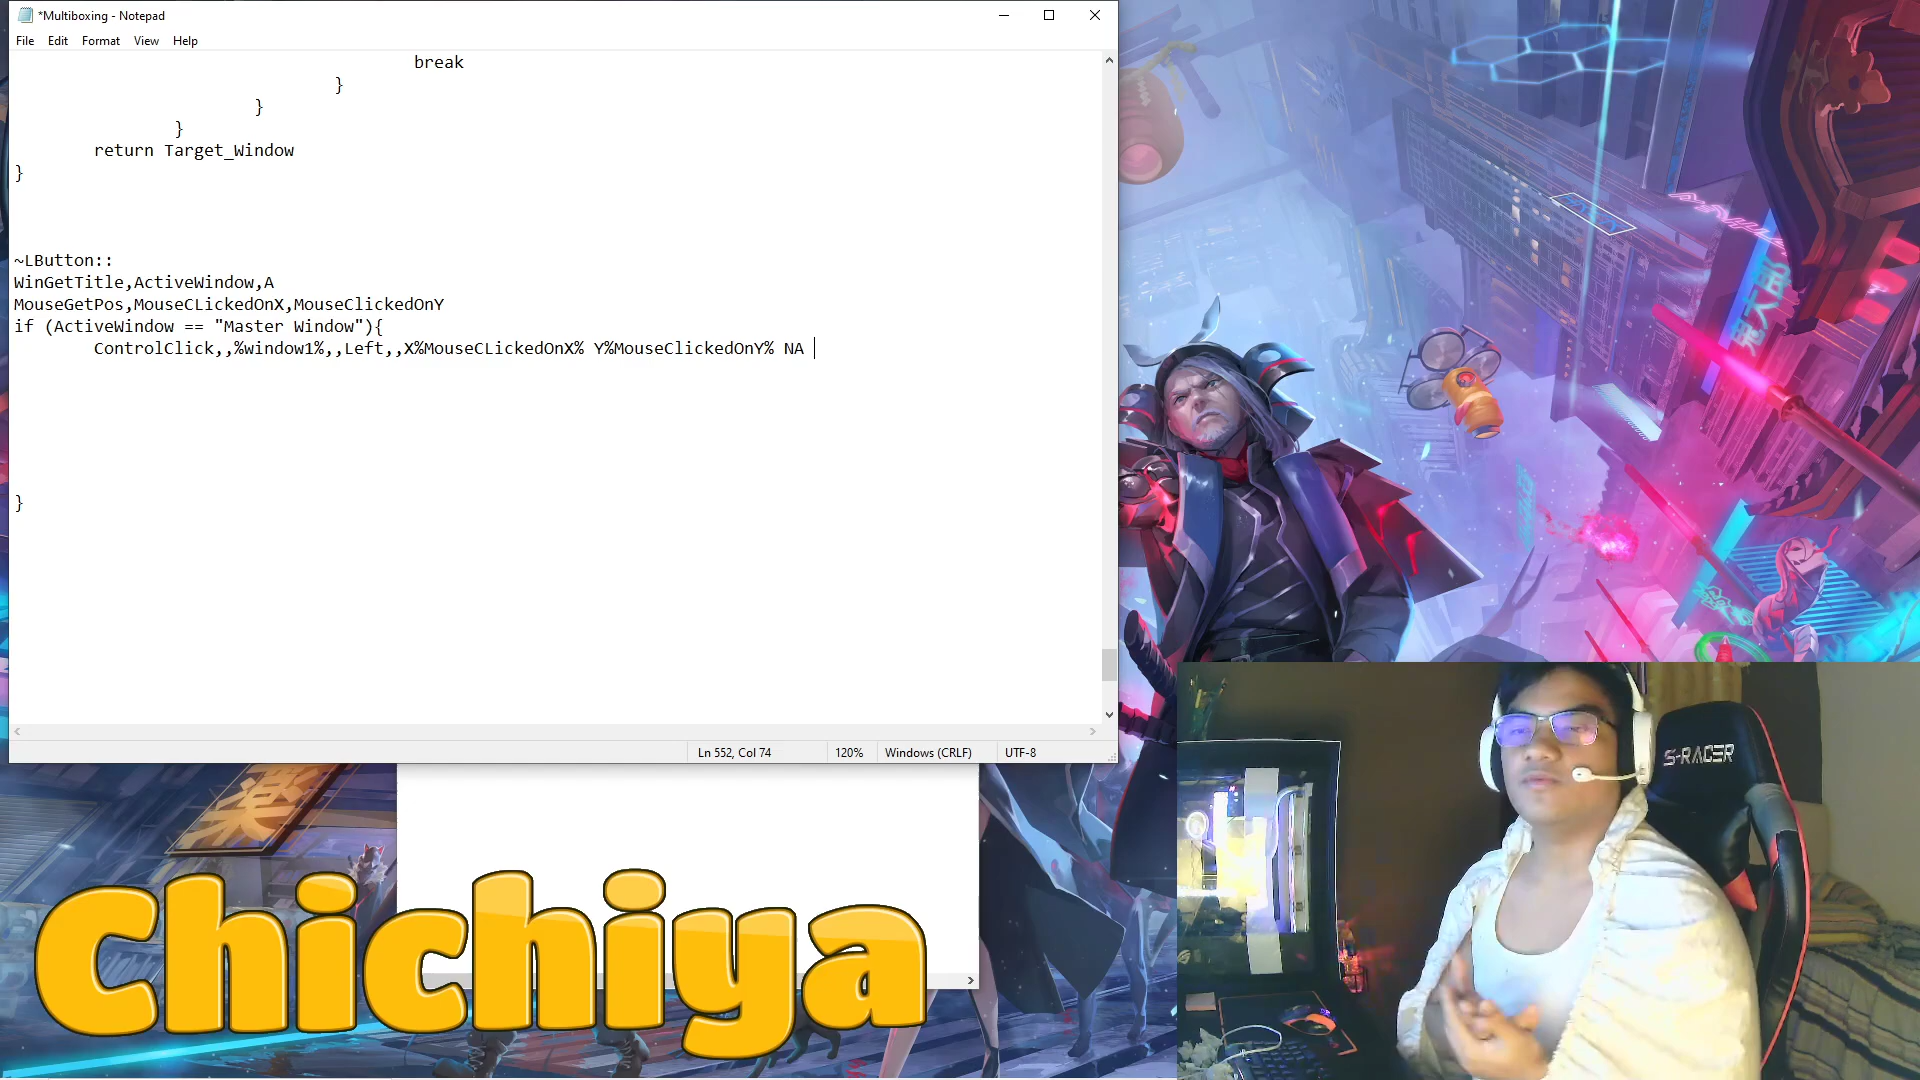 *Multiboxing - Notepad
File Edit Format View Help
break
}
}
}
return Target_Window
}
~LButton::
WinGetTitle,ActiveWindow,A
MouseGetPos,MouseCLickedOnX,MouseClickedOnY
if (ActiveWindow == "Master Window"){
ControlClick,,%window1%,,Left,,X%MouseCLickedOnX% Y%MouseClickedOnY% NA
}
Ln 552, Col 74
120%
Windows (CRLF)
UTF-8
S-RACER
Chichiya